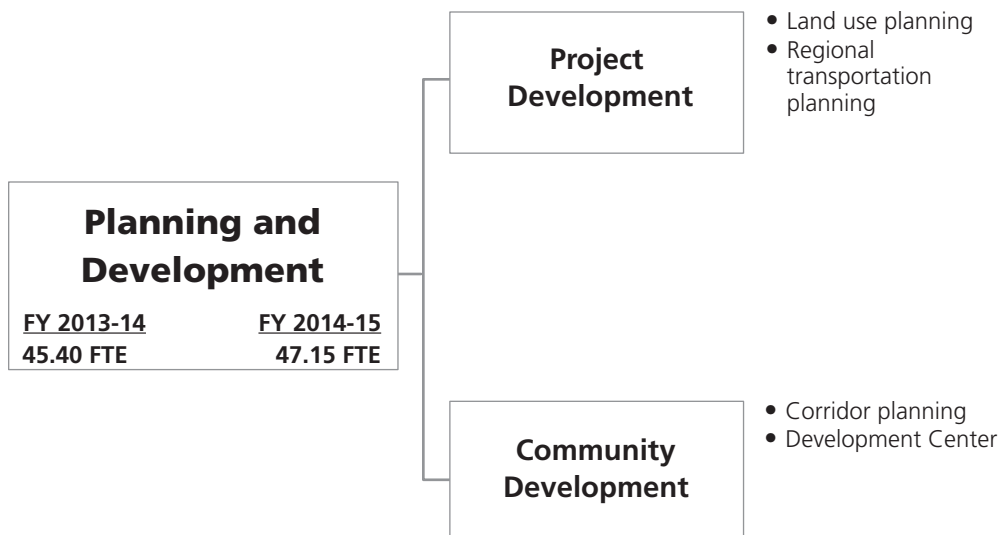 Project
Development
• Land use planning
• Regional
transportation
planning
Planning and
Development
FY 2013-14 FY 2014-15
45.40 FTE 47.15 FTE
Community
Development
• Corridor planning
• Development Center